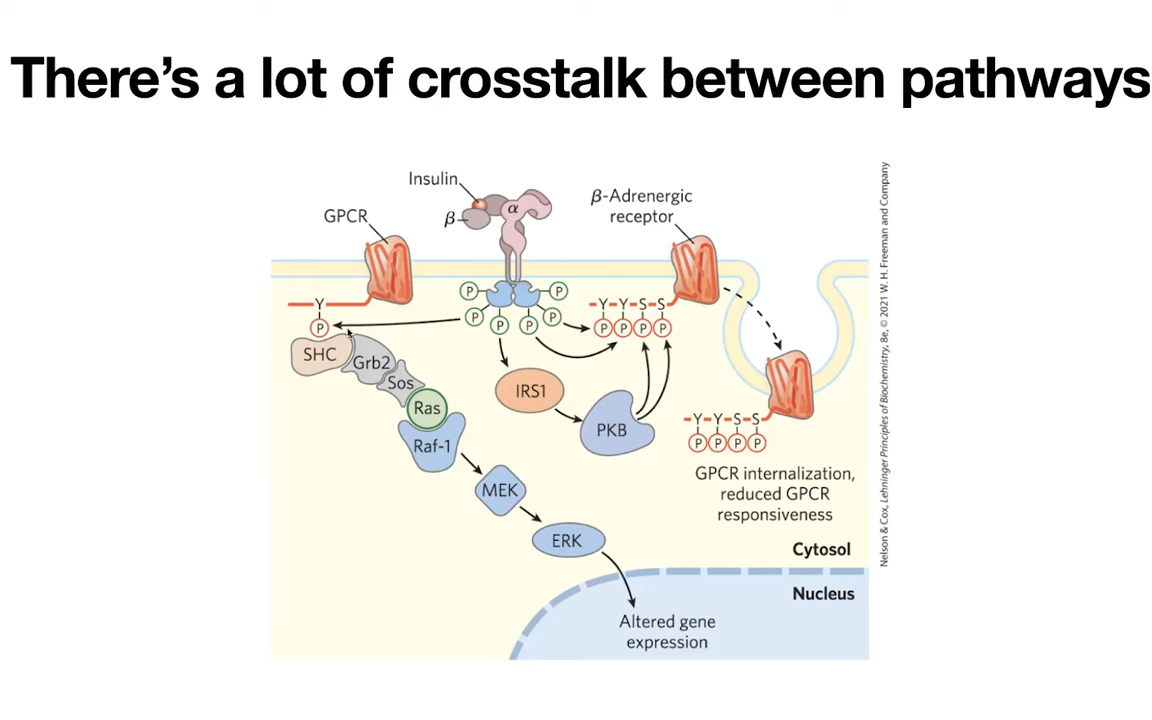 There's a lot of crosstalk between pathways
Insulin
β
α
GPCR
β-Adrenergic
receptor
Y
P
P
P
P
P
P
P
Y Y S S
P P P P
SHC
Grb2
Sos
Ras
Raf-1
MEK
ERK
IRS1
PKB
Y Y S S
P P P P
GPCR internalization,
reduced GPCR
responsiveness
Cytosol
Nucleus
Altered gene
expression
Nelson & Cox, Lehninger Principles of Biochemistry, 8e, © 2021 W. H. Freeman and Company